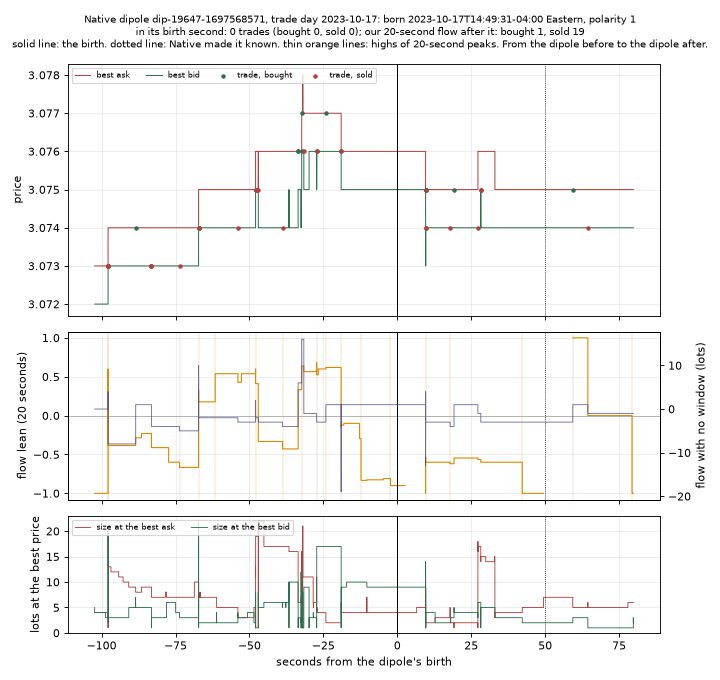 Native dipole dip-19647-1697568571, trade day 2023-10-17: born 2023-10-17T14:49:31-04:00 Eastern, polarity 1
in its birth second: 0 trades (bought 0, sold 0); our 20-second flow after it: bought 1, sold 19
solid line: the birth. dotted line: Native made it known. thin orange lines: highs of 20-second peaks. From the dipole before to the dipole after.
best ask
best bid
trade, bought
trade, sold
3.078
3.077
3.076
3.075
3.074
3.073
3.072
price
1.0
0.5
0.0
−0.5
−1.0
flow lean (20 seconds)
10
0
−10
−20
flow with no window (lots)
size at the best ask
size at the best bid
20
15
10
5
0
lots at the best price
−100
−75
−50
−25
0
25
50
75
seconds from the dipole's birth